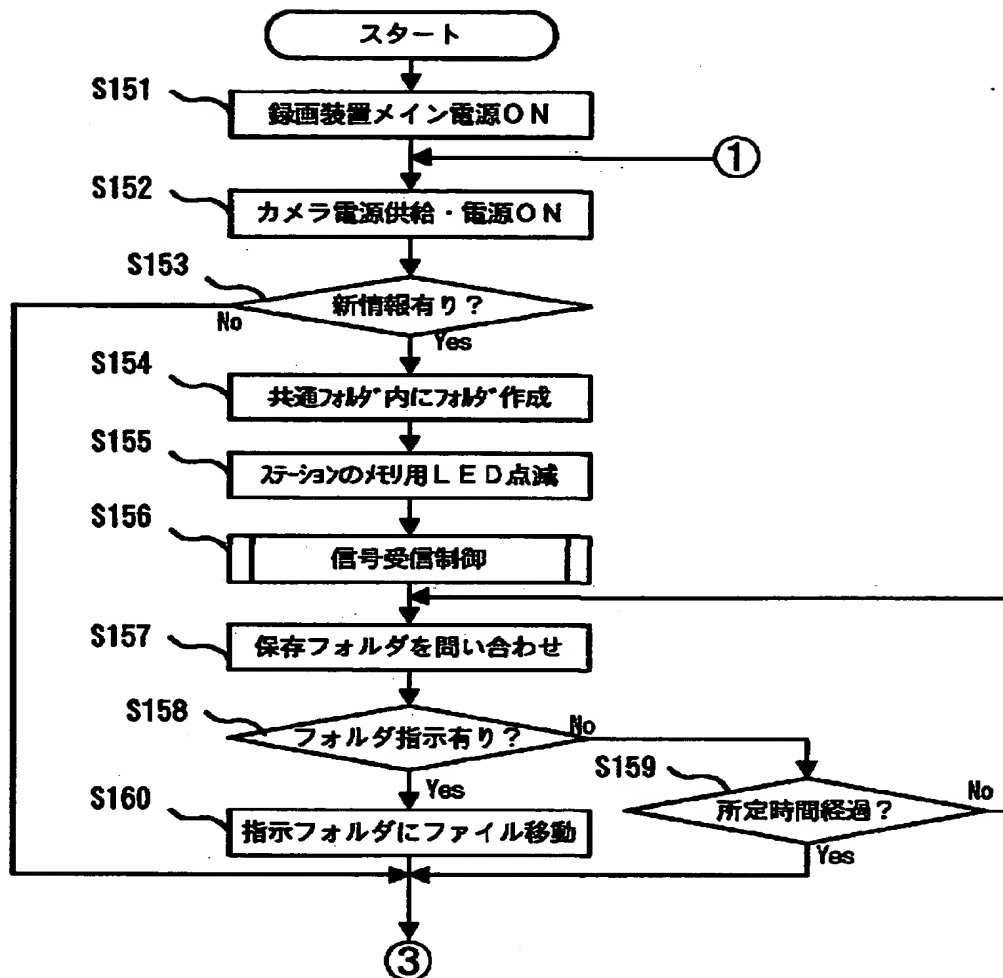 スタート
S151
録画装置メイン電源ON
①
S152
カメラ電源供給・電源ON
S153
新情報有り?
No
Yes
S154
共通フォルダ内にフォルダ作成
S155
ステーションのメモリ用LED点滅
S156
信号受信制御
S157
保存フォルダを問い合わせ
S158
フォルダ指示有り?
No
Yes
S159
所定時間経過?
No
Yes
S160
指示フォルダにファイル移動
③